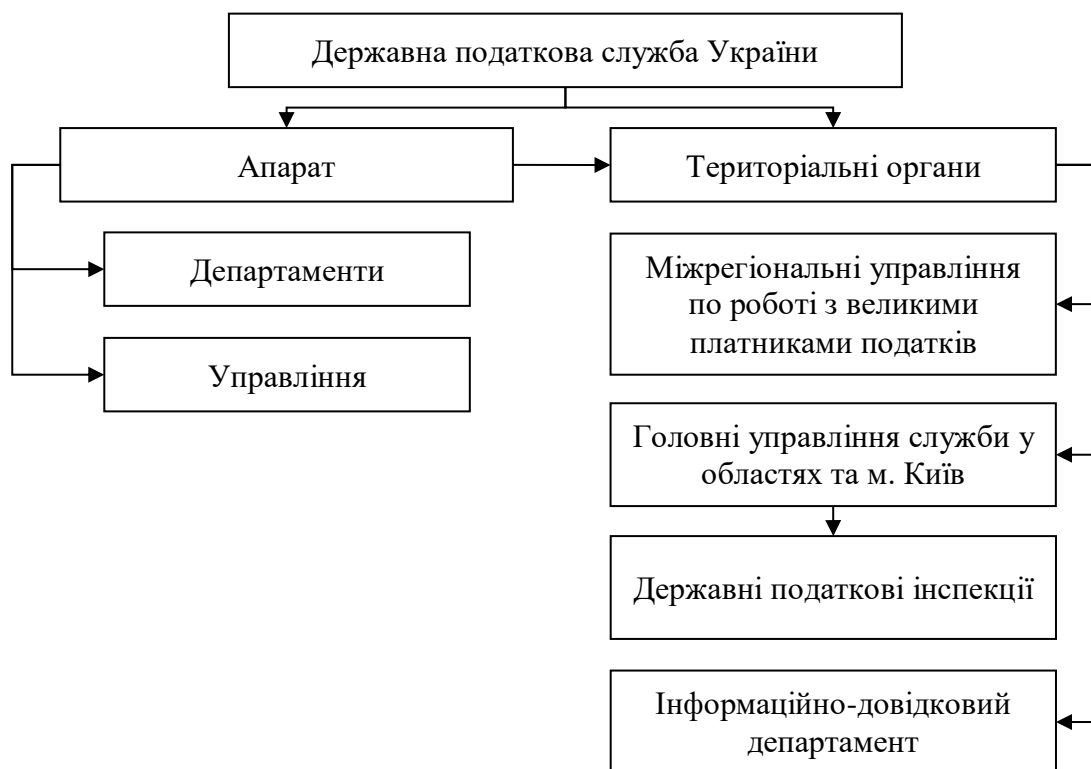 Державна податкова служба України
Апарат
Територіальні органи
Департаменти
Управління
Міжрегіональні управління
по роботі з великими
платниками податків
Головні управління служби у
областях та м. Київ
Державні податкові інспекції
Інформаційно-довідковий
департамент